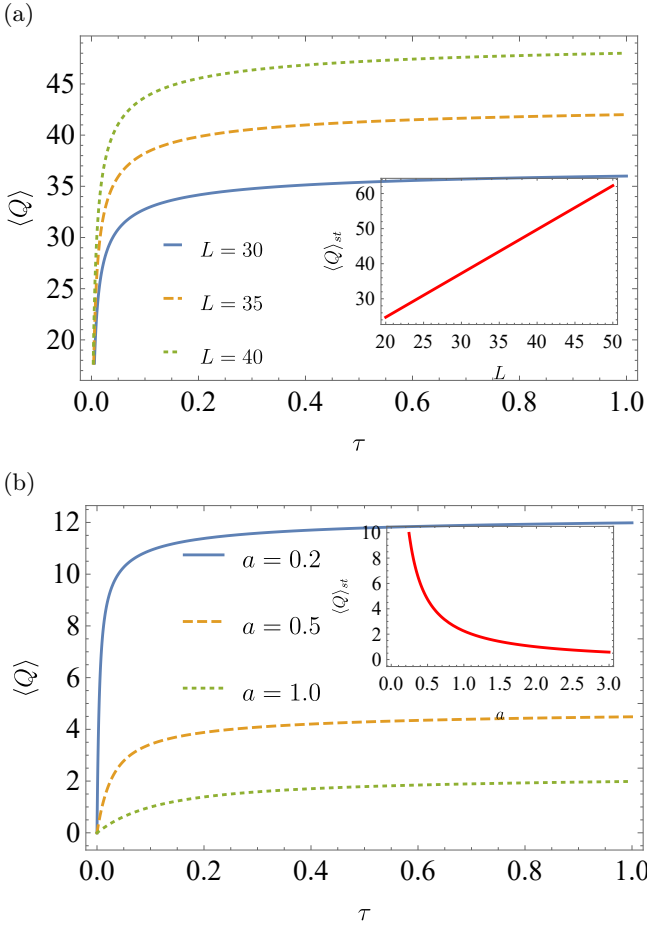 (a)
⟨Q⟩
45
40
35
30
25
20
L = 30
L = 35
L = 40
⟨Q⟩st
60
50
40
30
20 25 30 35 40 45 50
L
0.0 0.2 0.4 0.6 0.8 1.0
τ
(b)
⟨Q⟩
12
10
8
6
4
2
0
a = 0.2
a = 0.5
a = 1.0
⟨Q⟩st
10
8
6
4
2
0
0.0 0.5 1.0 1.5 2.0 2.5 3.0
a
0.0 0.2 0.4 0.6 0.8 1.0
τ